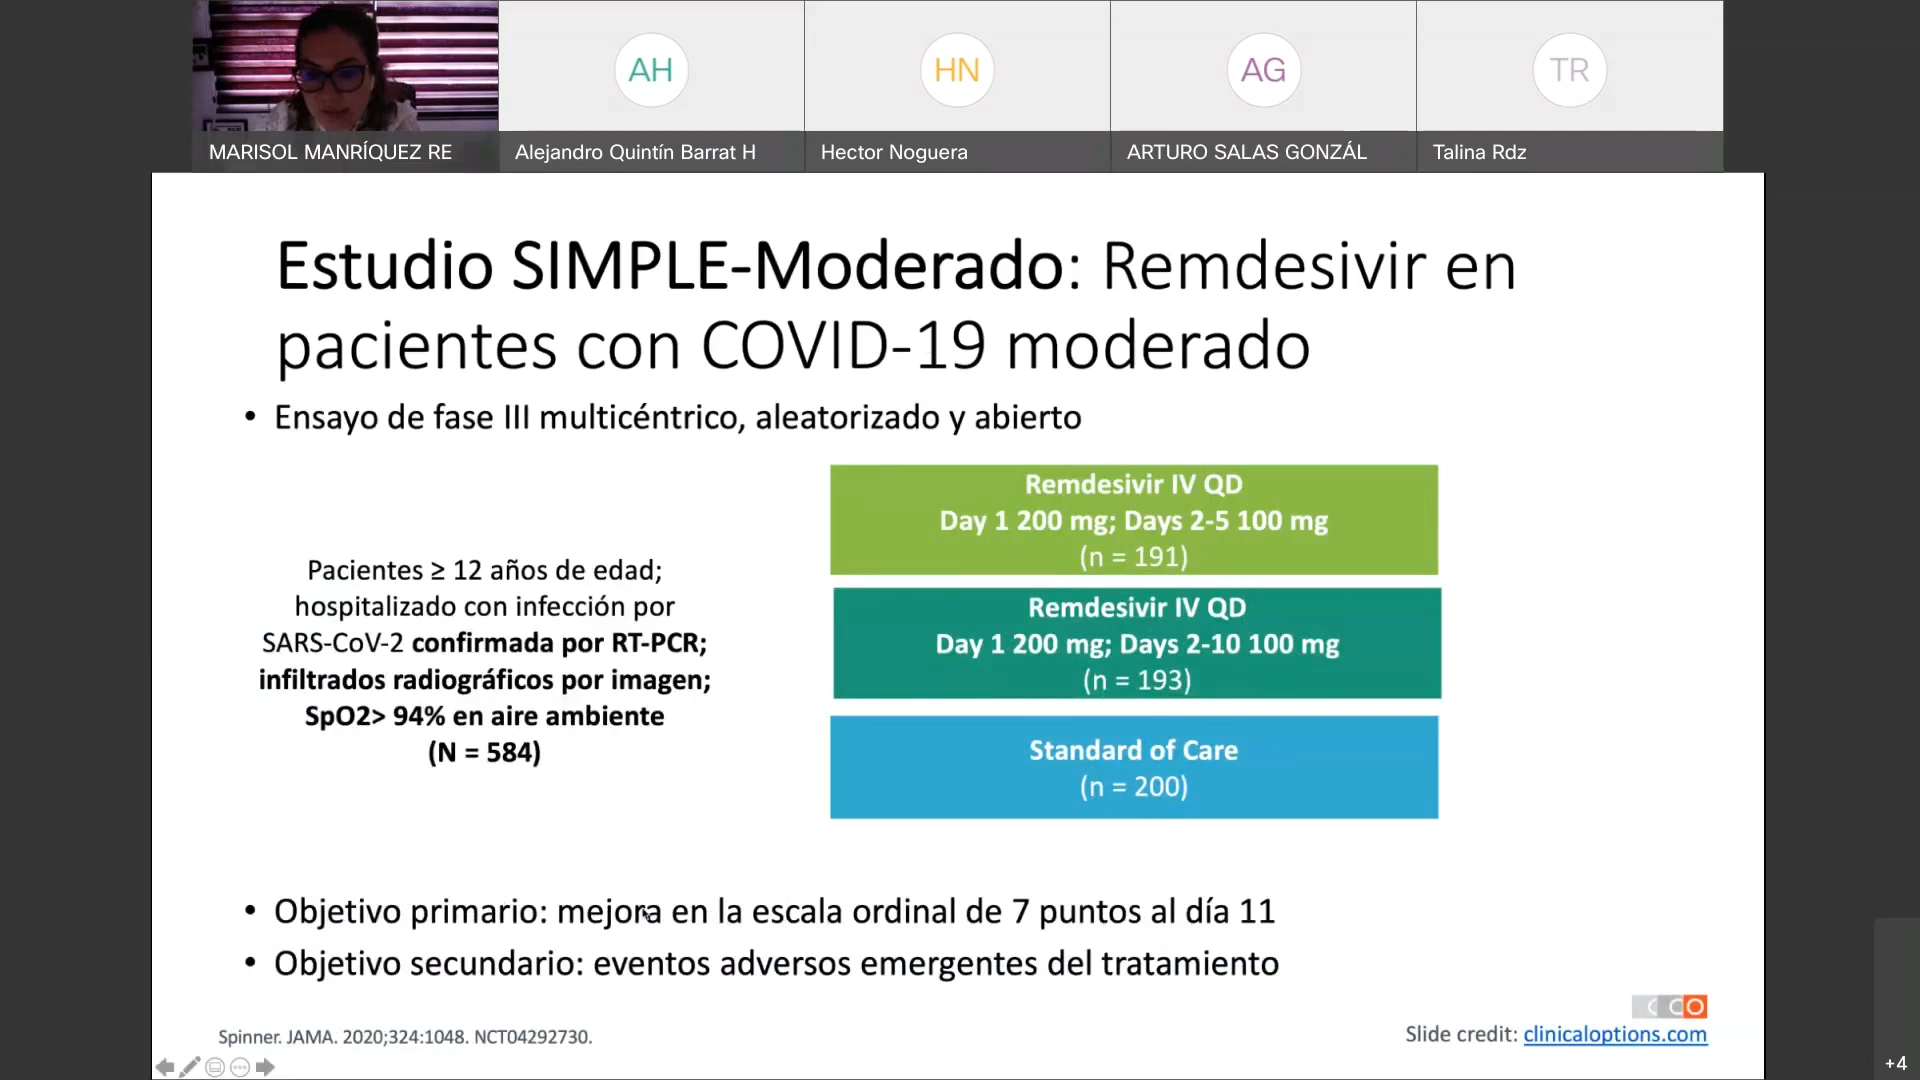 AH
HN
AG
TR
MARISOL MANRÍQUEZ RE
Alejandro Quintín Barrat H
Hector Noguera
ARTURO SALAS GONZÁL
Talina Rdz
Estudio SIMPLE-Moderado: Remdesivir en
pacientes con COVID-19 moderado
• Ensayo de fase III multicéntrico, aleatorizado y abierto
Pacientes ≥ 12 años de edad;
hospitalizado con infección por
SARS-CoV-2 confirmada por RT-PCR;
infiltrados radiográficos por imagen;
SpO2> 94% en aire ambiente
(N = 584)
Remdesivir IV QD
Day 1 200 mg; Days 2-5 100 mg
(n = 191)
Remdesivir IV QD
Day 1 200 mg; Days 2-10 100 mg
(n = 193)
Standard of Care
(n = 200)
• Objetivo primario: mejora en la escala ordinal de 7 puntos al día 11
• Objetivo secundario: eventos adversos emergentes del tratamiento
CCO
Spinner. JAMA. 2020;324:1048. NCT04292730.
Slide credit: clinicaloptions.com
+4